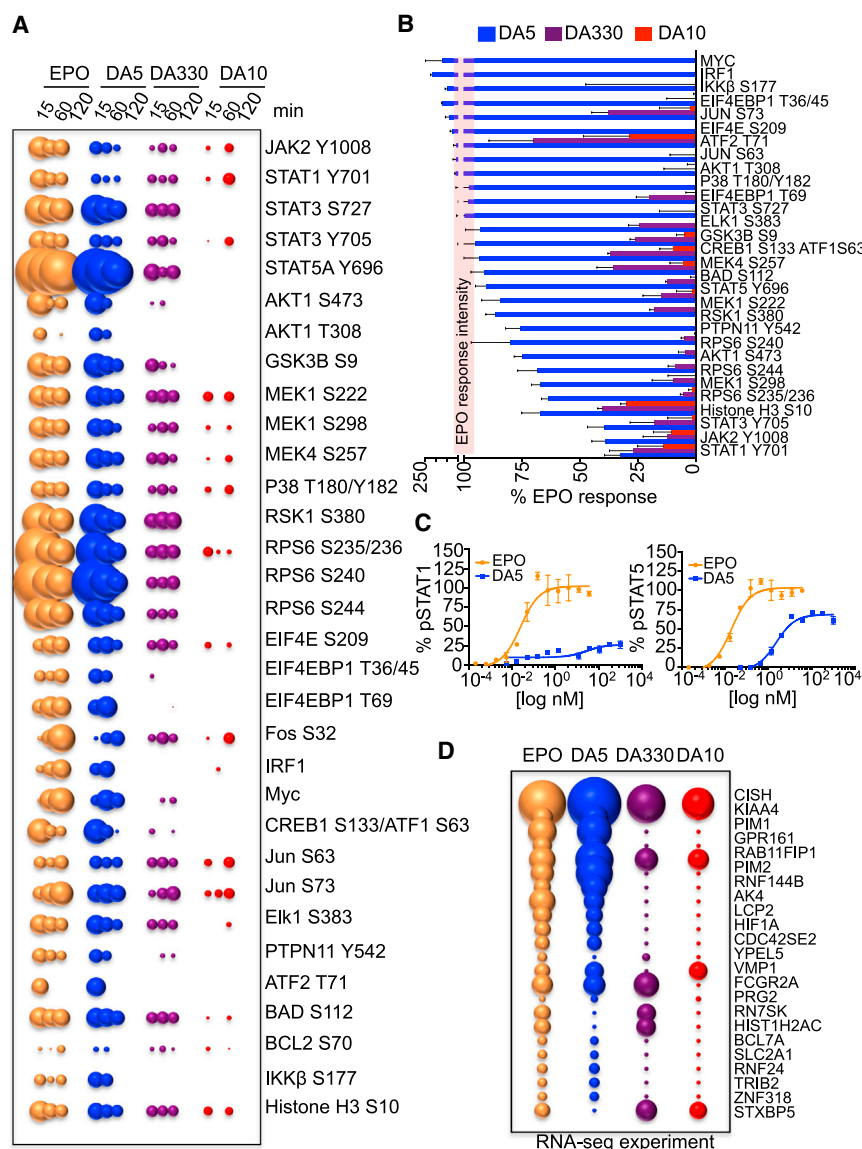 A
EPO DA5 DA330 DA10
15 60 120 15 60 120 15 60 120 15 60 120 min
JAK2 Y1008
STAT1 Y701
STAT3 S727
STAT3 Y705
STAT5A Y696
AKT1 S473
AKT1 T308
GSK3B S9
MEK1 S222
MEK1 S298
MEK4 S257
P38 T180/Y182
RSK1 S380
RPS6 S235/236
RPS6 S240
RPS6 S244
EIF4E S209
EIF4EBP1 T36/45
EIF4EBP1 T69
Fos S32
IRF1
Myc
CREB1 S133/ATF1 S63
Jun S63
Jun S73
Elk1 S383
PTPN11 Y542
ATF2 T71
BAD S112
BCL2 S70
IKKβ S177
Histone H3 S10
B
DA5 DA330 DA10
MYC
IRF1
IKKβ S177
EIF4EBP1 T36/45
JUN S73
EIF4E S209
ATF2 T71
JUN S63
AKT1 T308
P38 T180/Y182
EIF4EBP1 T69
STAT3 S727
ELK1 S383
GSK3B S9
CREB1 S133 ATF1S63
MEK4 S257
BAD S112
STAT5 Y696
MEK1 S222
RSK1 S380
PTPN11 Y542
RPS6 S240
AKT1 S473
RPS6 S244
MEK1 S298
RPS6 S235/236
Histone H3 S10
STAT3 Y705
JAK2 Y1008
STAT1 Y701
EPO response intensity
250 100 75 50 25 0
% EPO response
C
EPO
DA5
% pSTAT1
150
125
100
75
50
25
0
10-4 10-2 100 102 104
[log nM]
EPO
DA5
% pSTAT5
150
125
100
75
50
25
0
10-4 10-2 100 102 104
[log nM]
D
EPO DA5 DA330 DA10
CISH
KIAA4
PIM1
GPR161
RAB11FIP1
PIM2
RNF144B
AK4
LCP2
HIF1A
CDC42SE2
YPEL5
VMP1
FCGR2A
PRG2
RN7SK
HIST1H2AC
BCL7A
SLC2A1
RNF24
TRIB2
ZNF318
STXBP5
RNA-seq experiment